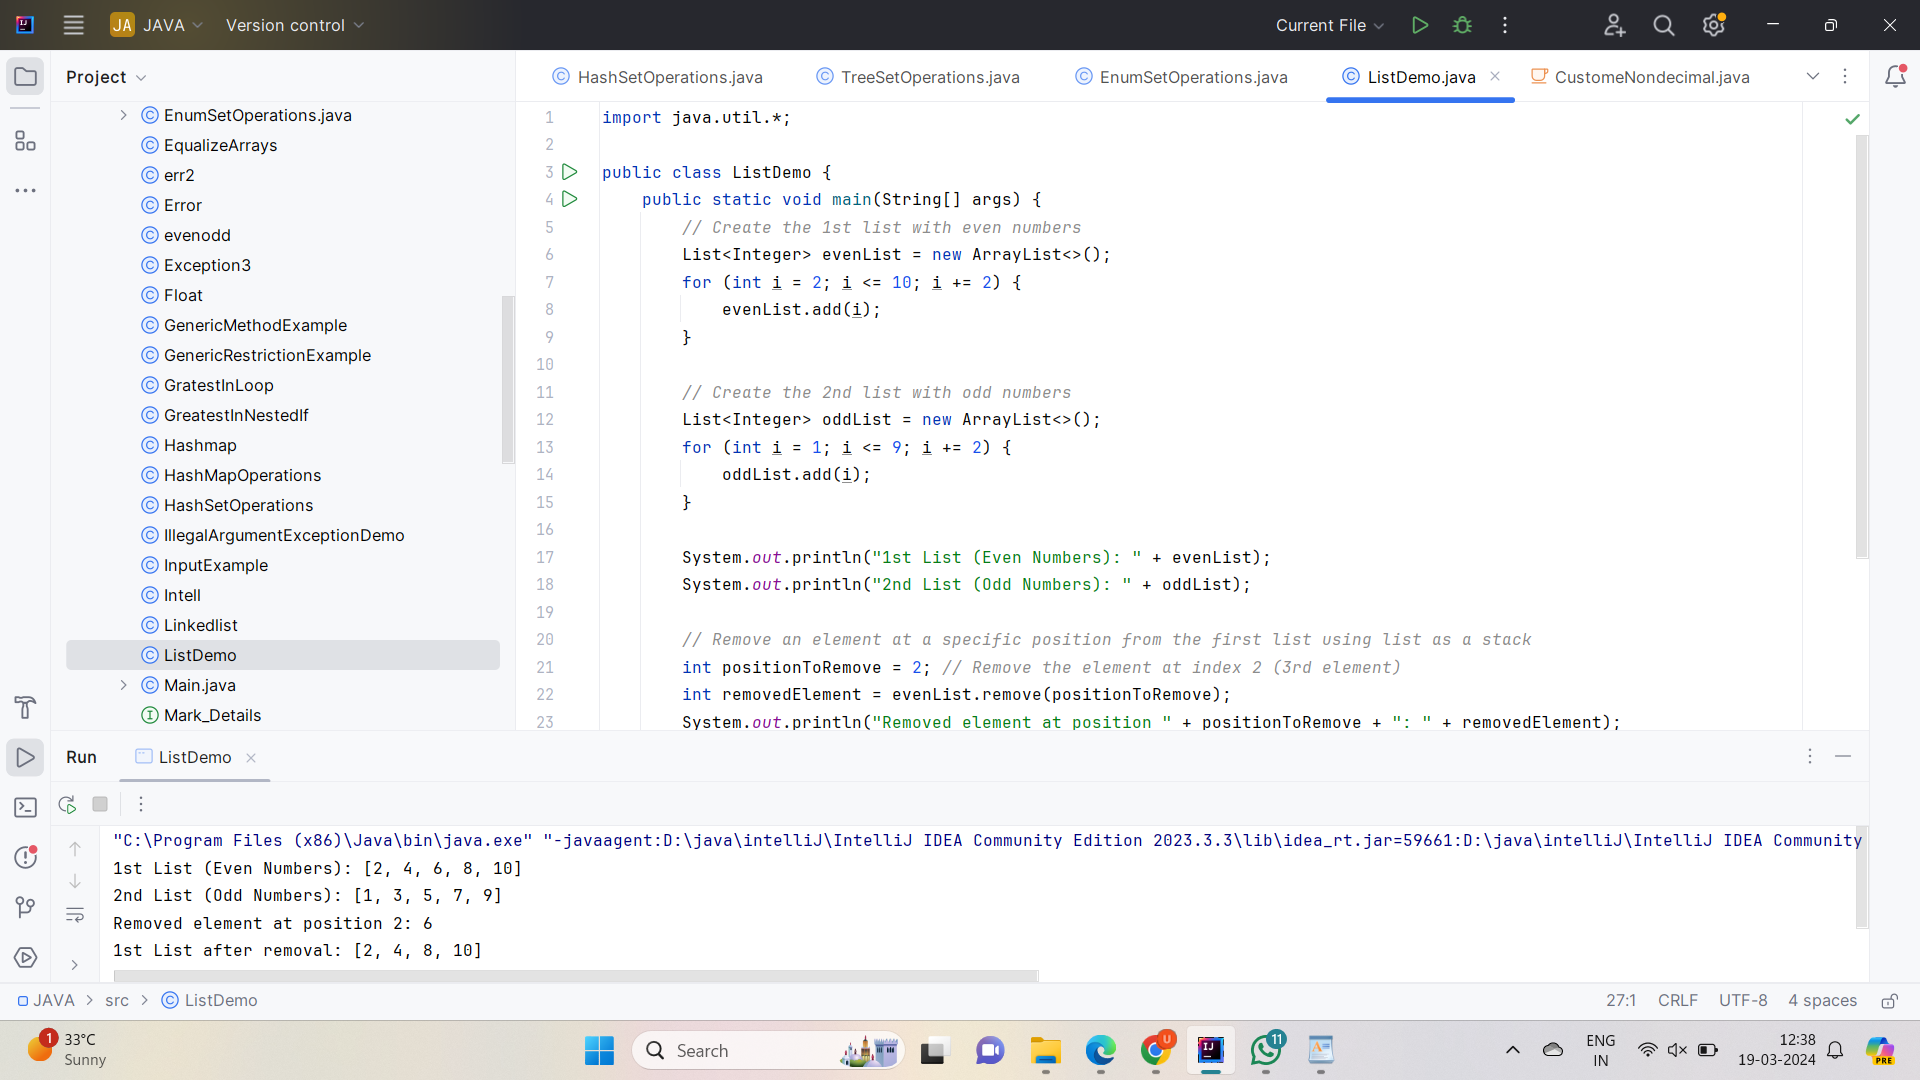 JA JAVA Version control Current File
Project
HashSetOperations.java TreeSetOperations.java EnumSetOperations.java ListDemo.java CustomeNondecimal.java
EnumSetOperations.java
EqualizeArrays
err2
Error
evenodd
Exception3
Float
GenericMethodExample
GenericRestrictionExample
GratestInLoop
GreatestInNestedIf
Hashmap
HashMapOperations
HashSetOperations
IllegalArgumentExceptionDemo
InputExample
Intell
Linkedlist
ListDemo
Main.java
Mark_Details
1 import java.util.*;
2
3 public class ListDemo {
4 public static void main(String[] args) {
5 // Create the 1st list with even numbers
6 List<Integer> evenList = new ArrayList<>();
7 for (int i = 2; i <= 10; i += 2) {
8 evenList.add(i);
9 }
10
11 // Create the 2nd list with odd numbers
12 List<Integer> oddList = new ArrayList<>();
13 for (int i = 1; i <= 9; i += 2) {
14 oddList.add(i);
15 }
16
17 System.out.println("1st List (Even Numbers): " + evenList);
18 System.out.println("2nd List (Odd Numbers): " + oddList);
19
20 // Remove an element at a specific position from the first list using list as a stack
21 int positionToRemove = 2; // Remove the element at index 2 (3rd element)
22 int removedElement = evenList.remove(positionToRemove);
23 System.out.println("Removed element at position " + positionToRemove + ": " + removedElement);
Run ListDemo
"C:\Program Files (x86)\Java\bin\java.exe" "-javaagent:D:\java\intelliJ\IntelliJ IDEA Community Edition 2023.3.3\lib\idea_rt.jar=59661:D:\java\intelliJ\IntelliJ IDEA Community
1st List (Even Numbers): [2, 4, 6, 8, 10]
2nd List (Odd Numbers): [1, 3, 5, 7, 9]
Removed element at position 2: 6
1st List after removal: [2, 4, 8, 10]
JAVA > src > ListDemo 27:1 CRLF UTF-8 4 spaces
1 33°C
Sunny
Search
U
11
ENG
IN
12:38
19-03-2024
PRE